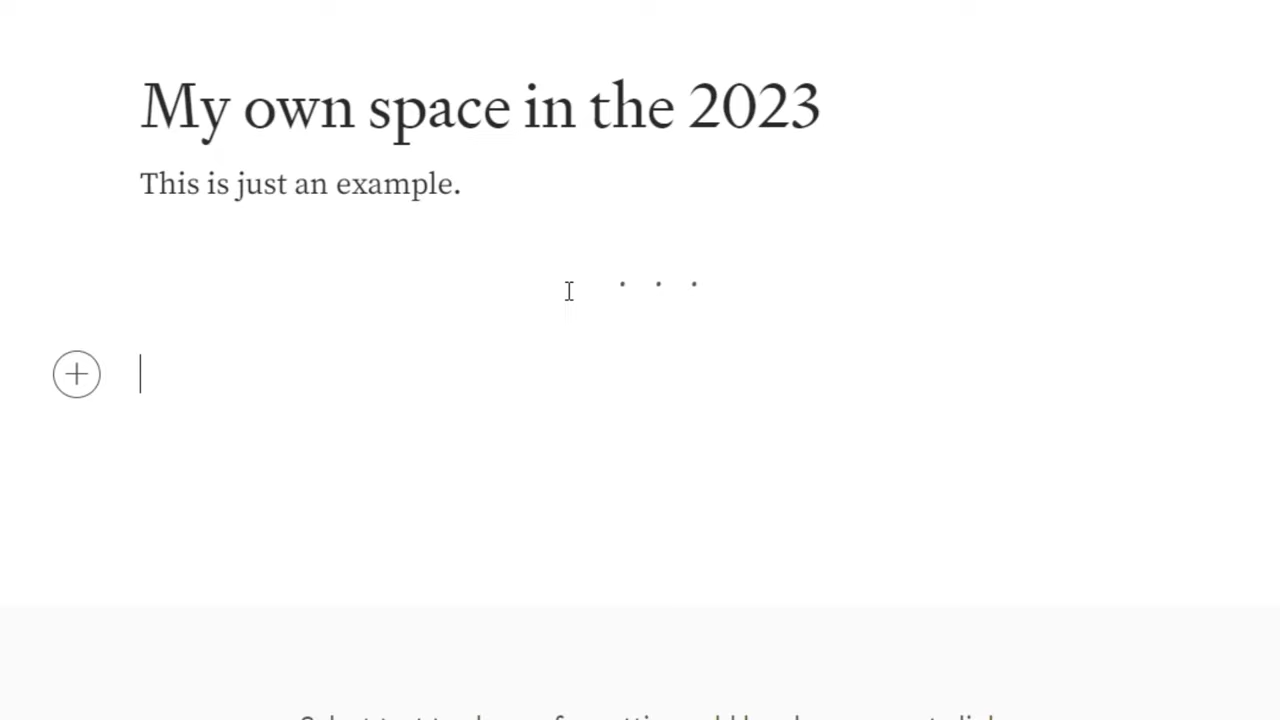 My own space in the 2023
This is just an example.
. . .